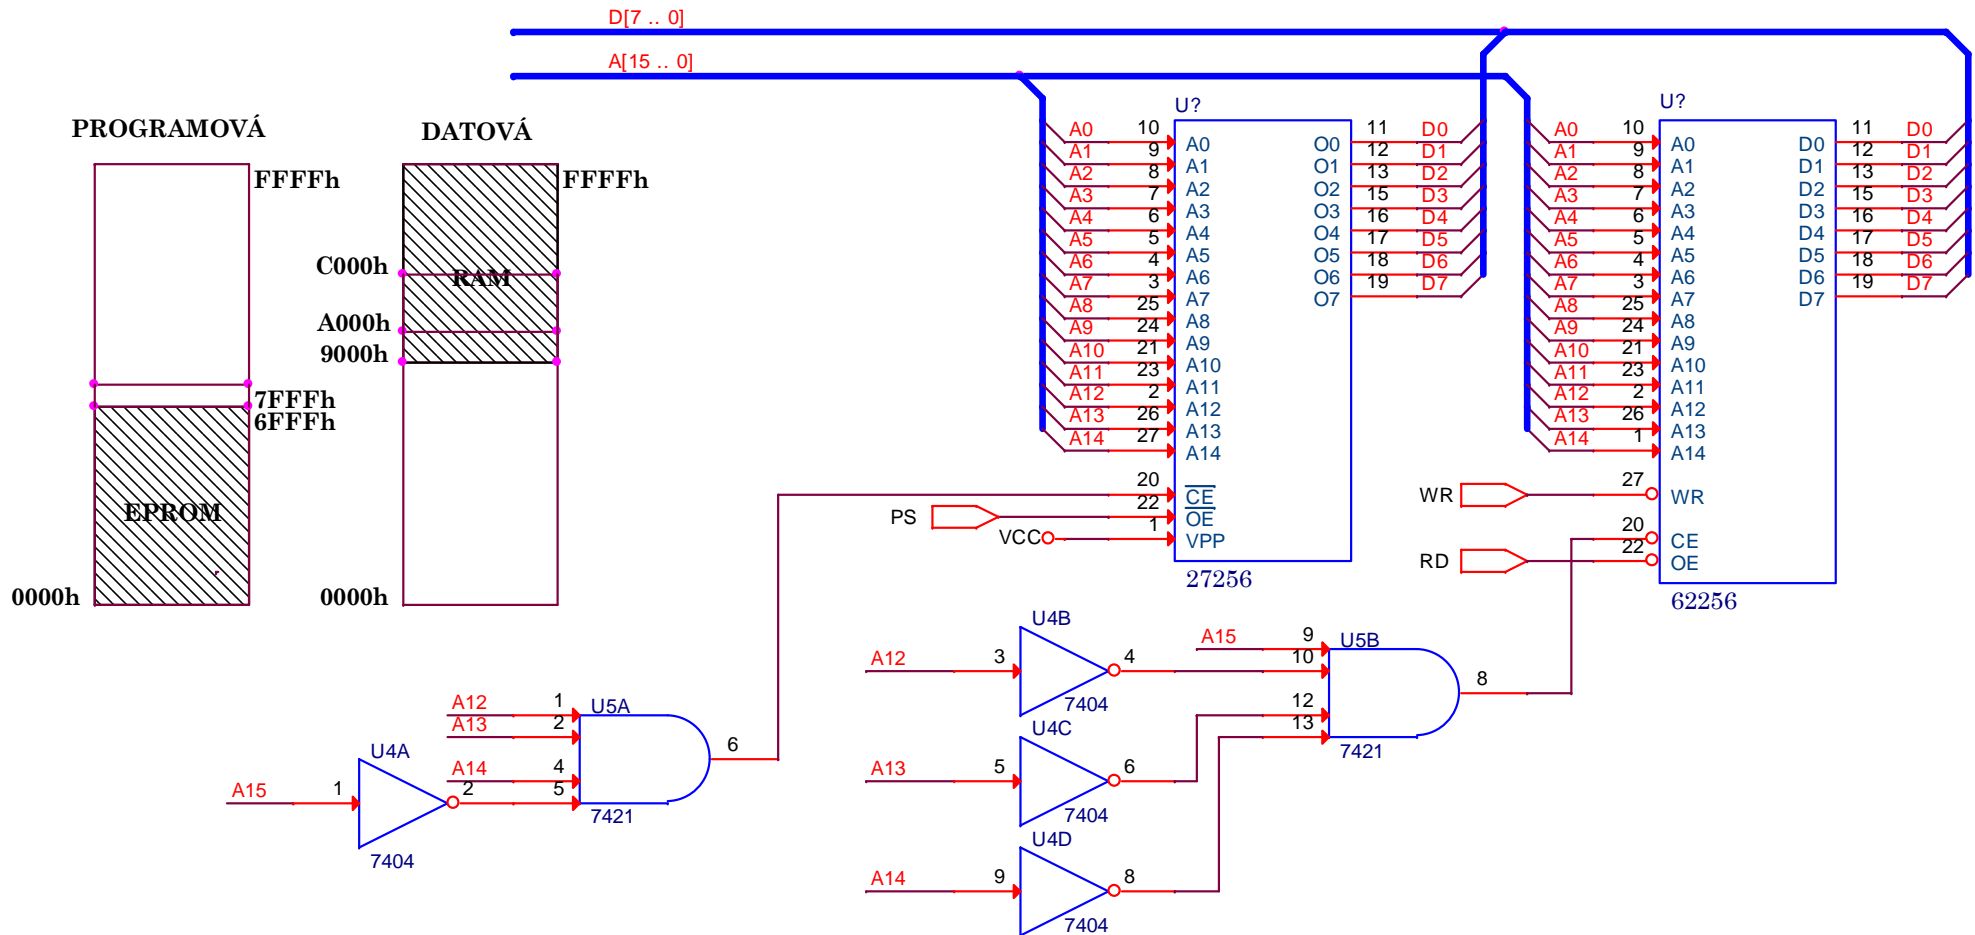 D[7 .. 0]
A[15 .. 0]
PROGRAMOVÁ
DATOVÁ
FFFFh
FFFFh
C000h
RAM
A000h
9000h
7FFFh
6FFFh
EPROM
0000h
0000h
U?
A0 10 A0 O0 11 D0
A1 9 A1 O1 12 D1
A2 8 A2 O2 13 D2
A3 7 A3 O3 15 D3
A4 6 A4 O4 16 D4
A5 5 A5 O5 17 D5
A6 4 A6 O6 18 D6
A7 3 A7 O7 19 D7
A8 25 A8
A9 24 A9
A10 21 A10
A11 23 A11
A12 2 A12
A13 26 A13
A14 27 A14
20 CE
PS 22 OE
VCC 1 VPP
27256
U?
A0 10 A0 D0 11 D0
A1 9 A1 D1 12 D1
A2 8 A2 D2 13 D2
A3 7 A3 D3 15 D3
A4 6 A4 D4 16 D4
A5 5 A5 D5 17 D5
A6 4 A6 D6 18 D6
A7 3 A7 D7 19 D7
A8 25 A8
A9 24 A9
A10 21 A10
A11 23 A11
A12 2 A12
A13 26 A13
A14 1 A14
WR 27 WR
20 CE
RD 22 OE
62256
A15 1 U4A 2
7404
A12 1 U5A
A13 2
A14 4
5
6
7421
U4B
A12 3 4
7404
U4C
A13 5 6
7404
U4D
A14 9 8
7404
A15 9 U5B
10
12
13
8
7421